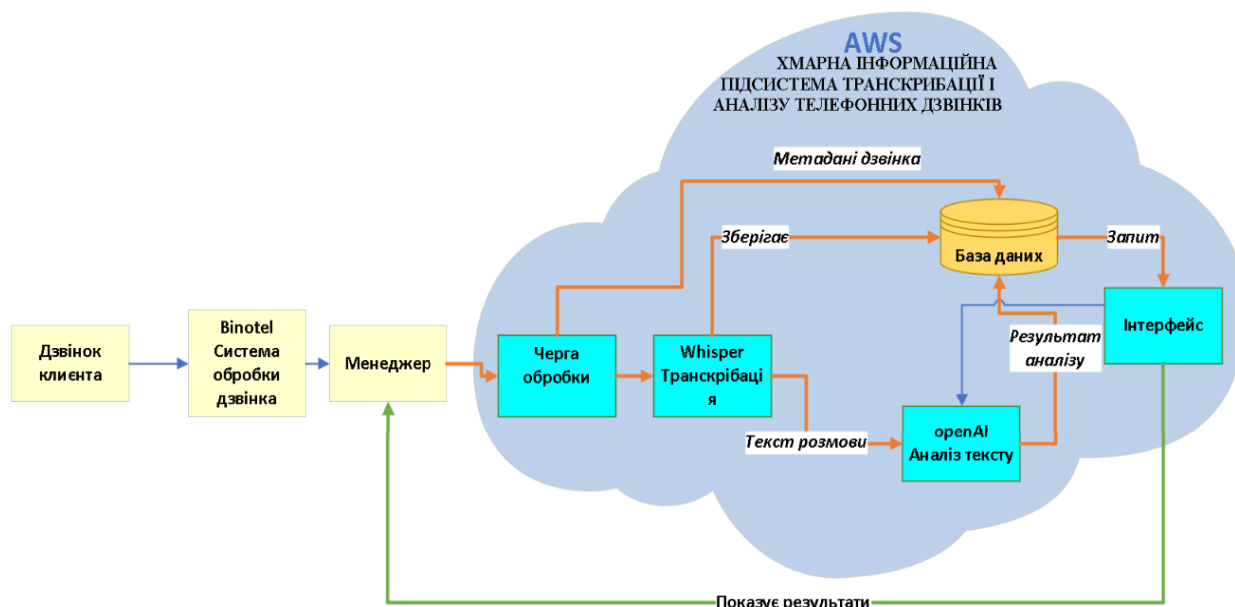 AWS
ХМАРНА ІНФОРМАЦІЙНА
ПІДСИСТЕМА ТРАНСКРИБАЦІЇ І
АНАЛІЗУ ТЕЛЕФОННИХ ДЗВІНКІВ
Метадані дзвінка
Зберігає
База даних
Запит
Дзвінок
клієнта
Binotel
Система
обробки
дзвінка
Менеджер
Черга
обробки
Whisper
Транскрібаці
я
Текст розмови
openAI
Аналіз тексту
Результат
аналізу
Інтерфейс
Показує результати